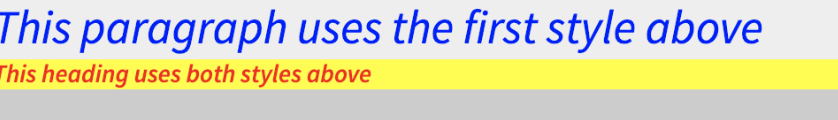 This paragraph uses the first style above
This heading uses both styles above